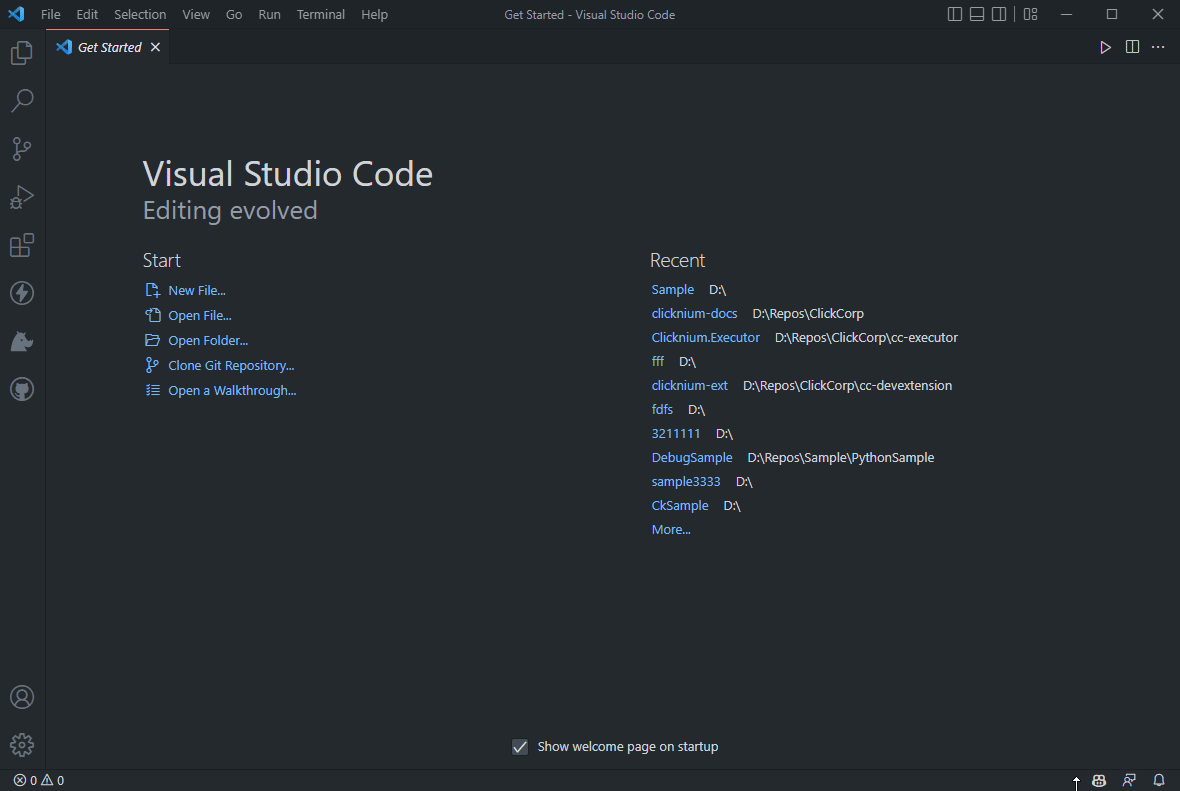 File Edit Selection View Go Run Terminal Help Get Started - Visual Studio Code
Get Started
Visual Studio Code
Editing evolved
Start
New File...
Open File...
Open Folder...
Clone Git Repository...
Open a Walkthrough...
Recent
Sample D:\
clicknium-docs D:\Repos\ClickCorp
Clicknium.Executor D:\Repos\ClickCorp\cc-executor
fff D:\
clicknium-ext D:\Repos\ClickCorp\cc-devextension
fdfs D:\
3211111 D:\
DebugSample D:\Repos\Sample\PythonSample
sample3333 D:\
CkSample D:\
More...
Show welcome page on startup
0 0